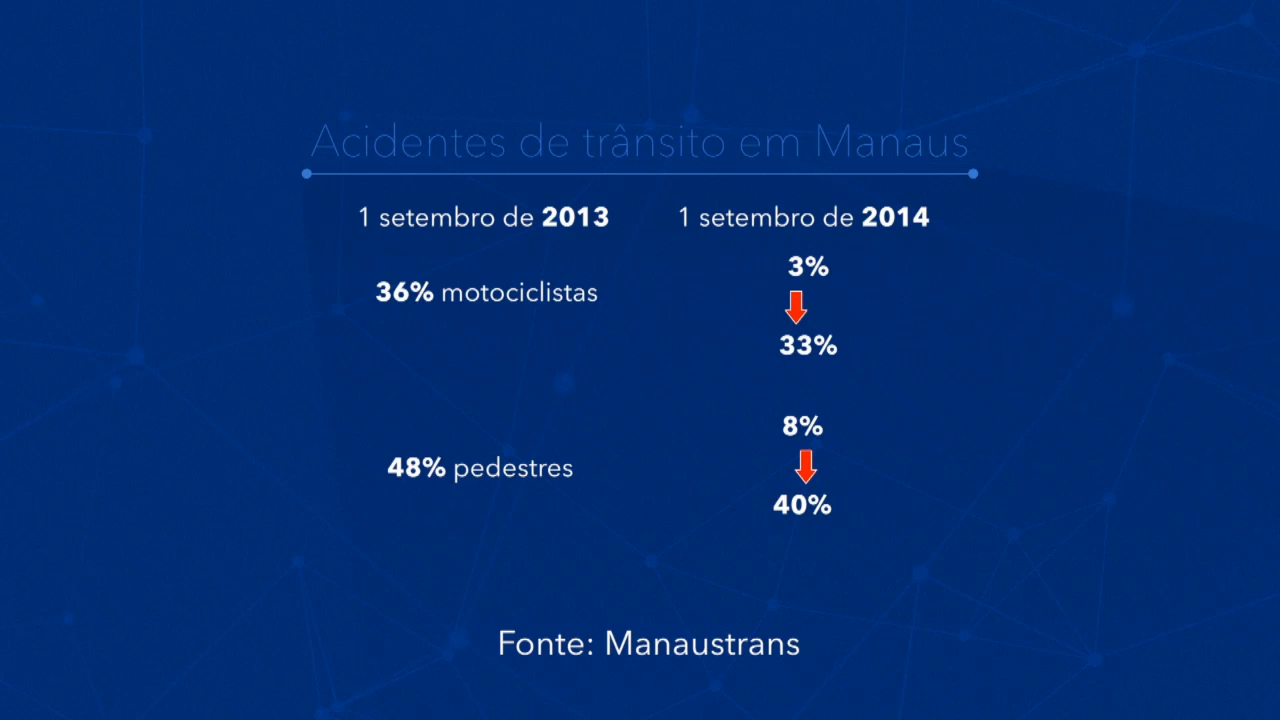 Acidentes de trânsito em Manaus
1 setembro de 2013
1 setembro de 2014
36% motociclistas
3%
33%
48% pedestres
8%
40%
Fonte: Manaustrans